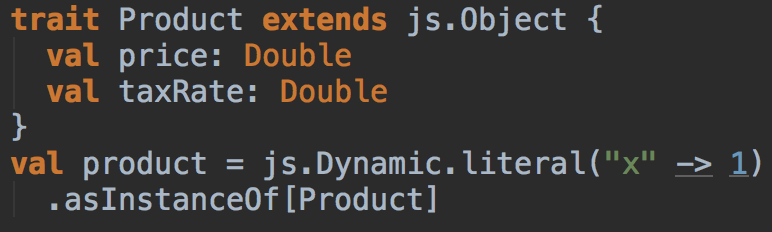 trait Product extends js.Object {
  val price: Double
  val taxRate: Double
}
val product = js.Dynamic.literal("x" -> 1)
  .asInstanceOf[Product]